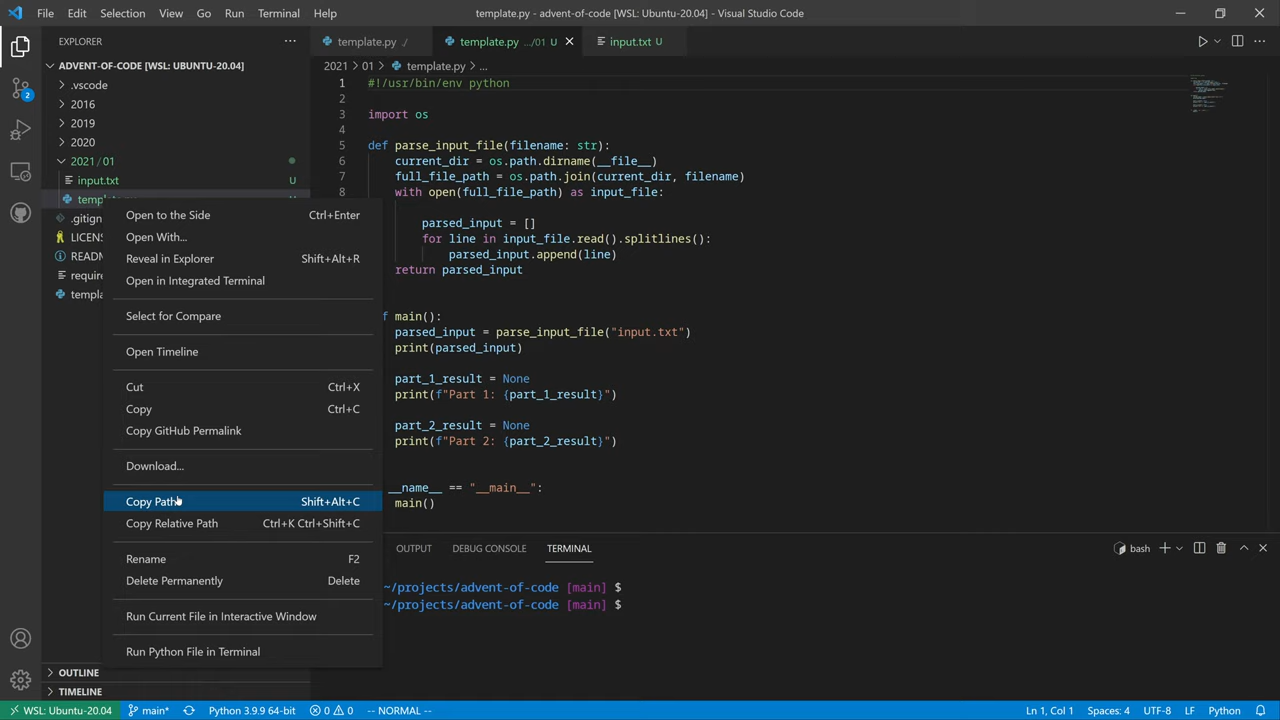 File Edit Selection View Go Run Terminal Help
template.py - advent-of-code [WSL: Ubuntu-20.04] - Visual Studio Code
EXPLORER
template.py ./
template.py .../01 U
input.txt U
ADVENT-OF-CODE [WSL: UBUNTU-20.04]
.vscode
2016
2019
2020
2021 / 01
input.txt U
.gitign
LICENS
READM
require
2
2021 > 01 > template.py > ...
1 #!/usr/bin/env python
2
3 import os
4
5 def parse_input_file(filename: str):
6 current_dir = os.path.dirname(__file__)
7 full_file_path = os.path.join(current_dir, filename)
8 with open(full_file_path) as input_file:
parsed_input = []
for line in input_file.read().splitlines():
parsed_input.append(line)
return parsed_input
f main():
parsed_input = parse_input_file("input.txt")
print(parsed_input)
part_1_result = None
print(f"Part 1: {part_1_result}")
part_2_result = None
print(f"Part 2: {part_2_result}")
__name__ == "__main__":
main()
Open to the Side Ctrl+Enter
Open With...
Reveal in Explorer Shift+Alt+R
Open in Integrated Terminal
Select for Compare
Open Timeline
Cut Ctrl+X
Copy Ctrl+C
Copy GitHub Permalink
Download...
Copy Path Shift+Alt+C
Copy Relative Path Ctrl+K Ctrl+Shift+C
Rename F2
Delete Permanently Delete
Run Current File in Interactive Window
Run Python File in Terminal
OUTPUT DEBUG CONSOLE TERMINAL
bash
~/projects/advent-of-code [main] $
~/projects/advent-of-code [main] $
OUTLINE
TIMELINE
WSL: Ubuntu-20.04 main* Python 3.9.9 64-bit 0 0 -- NORMAL -- Ln 1, Col 1 Spaces: 4 UTF-8 LF Python